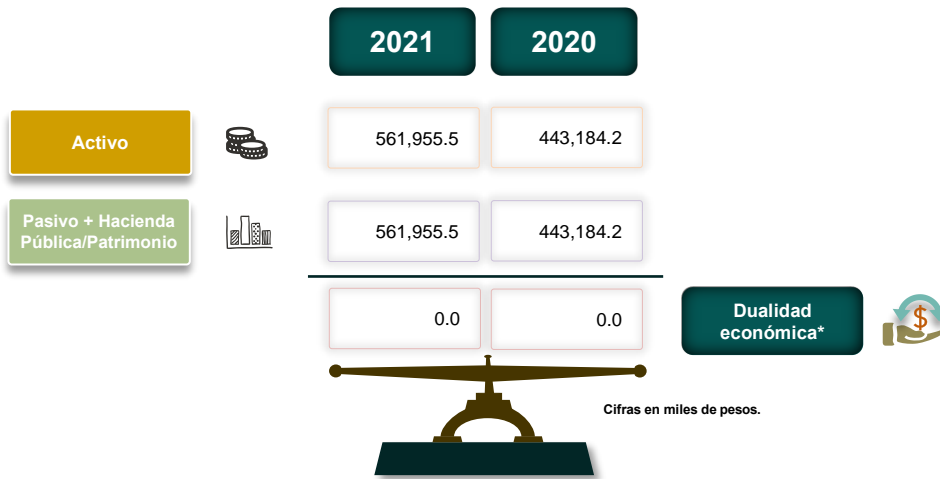 2021 2020
Activo 561,955.5 443,184.2
Pasivo + Hacienda
Pública/Patrimonio 561,955.5 443,184.2
0.0 0.0 Dualidad
económica*
$
Cifras en miles de pesos.